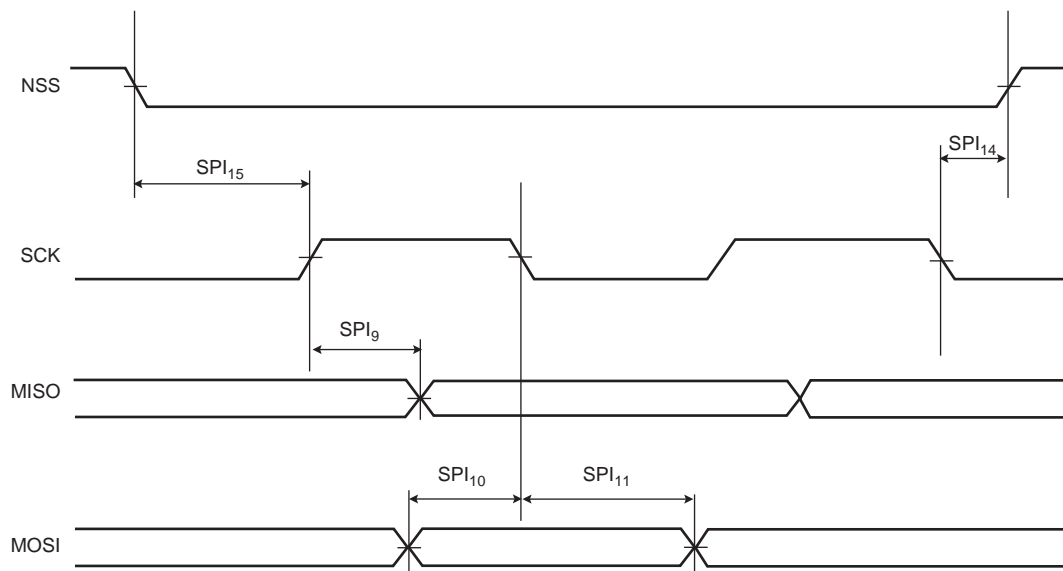 NSS
SPI₁₄
SPI₁₅
SCK
SPI₉
MISO
SPI₁₀ SPI₁₁
MOSI